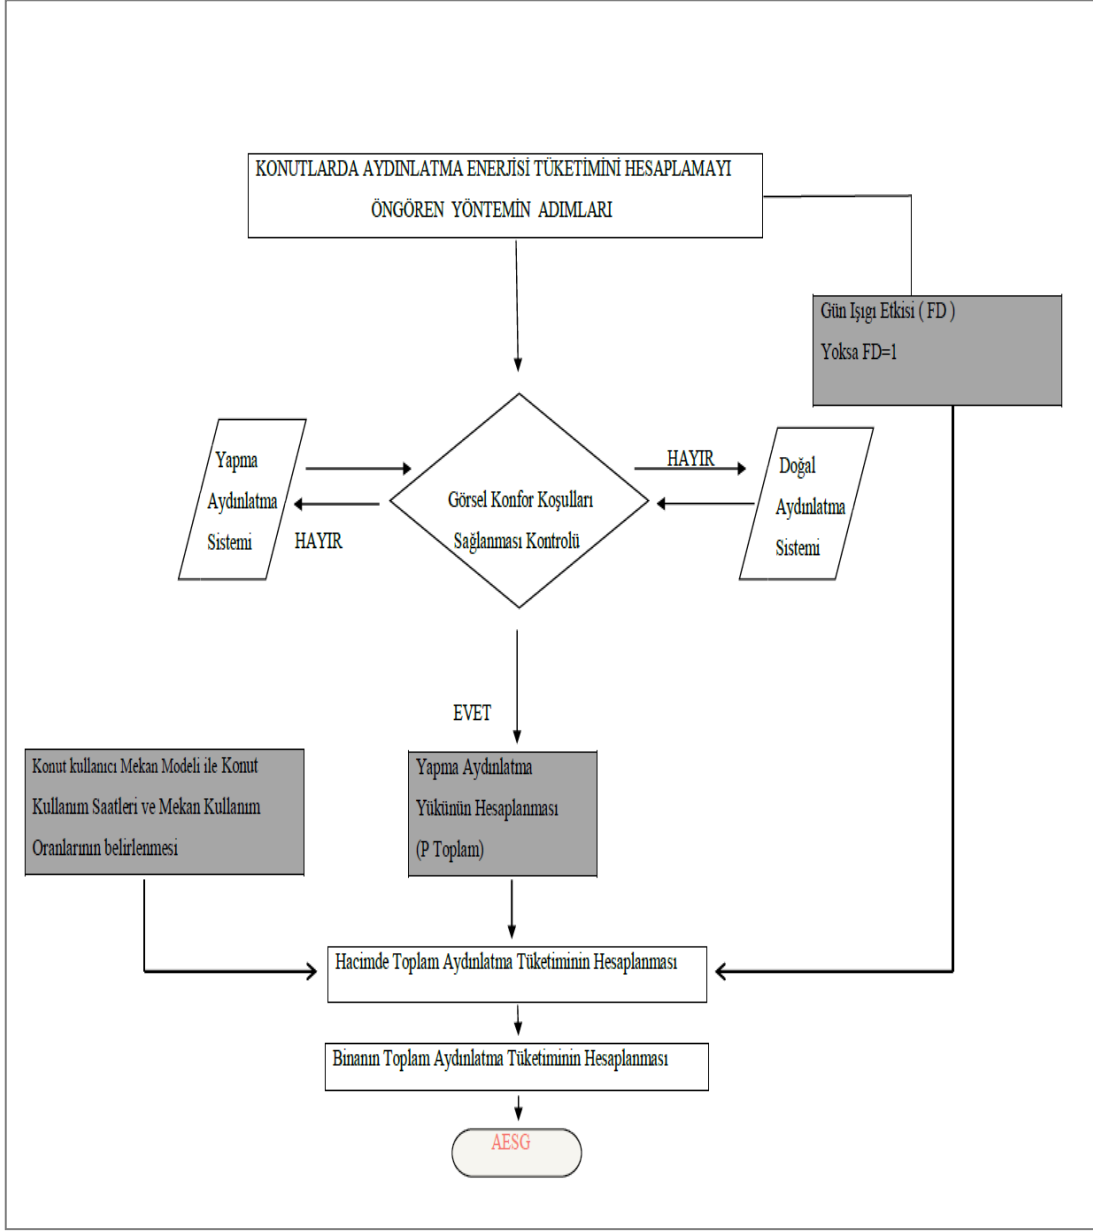 KONUTLARDA AYDINLATMA ENERJİSİ TÜKETİMİNİ HESAPLAMAYI
ÖNGÖREN YÖNTEMİN ADIMLARI
Gün Işıgı Etkisi ( FD )
Yoksa FD=1
Yapma
Aydınlatma
Sistemi
HAYIR
Görsel Konfor Koşulları
Sağlanması Kontrolü
HAYIR
Doğal
Aydınlatma
Sistemi
EVET
Konut kullanıcı Mekan Modeli ile Konut
Kullanım Saatleri ve Mekan Kullanım
Oranlarının belirlenmesi
Yapma Aydınlatma
Yükünün Hesaplanması
(P Toplam)
Hacimde Toplam Aydınlatma Tüketiminin Hesaplanması
Binanın Toplam Aydınlatma Tüketiminin Hesaplanması
AESG